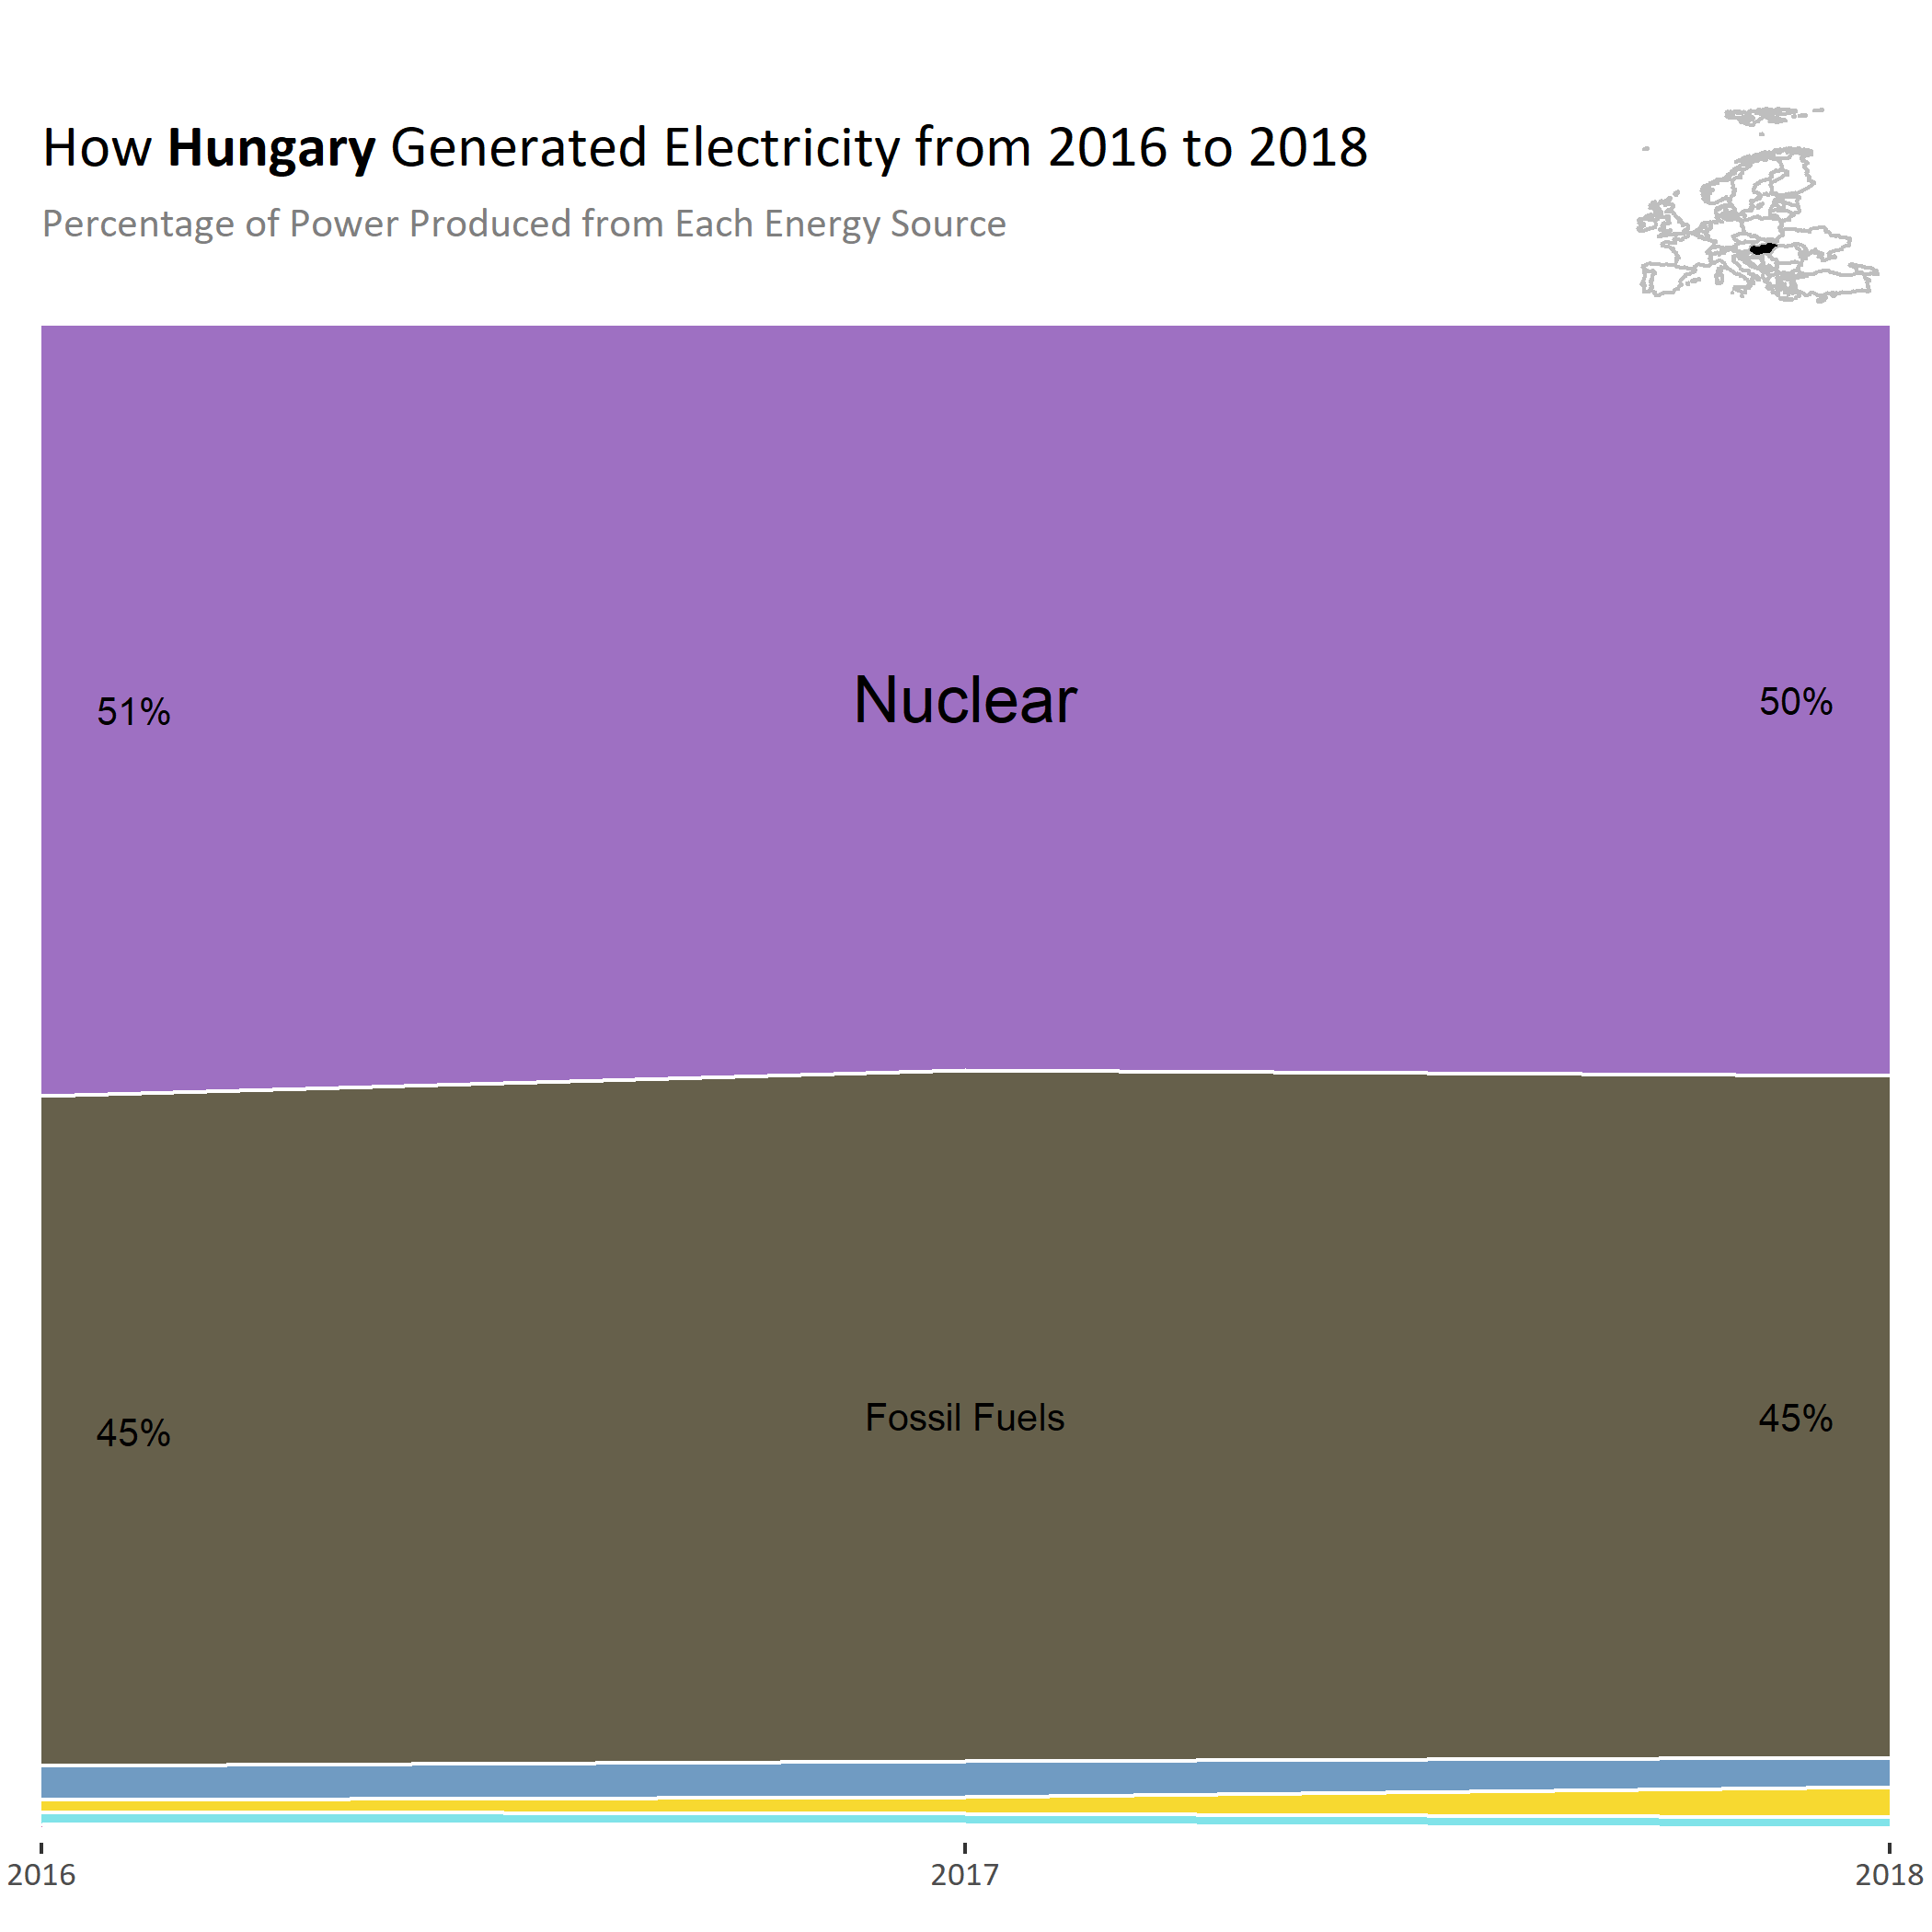 How Hungary Generated Electricity from 2016 to 2018
Percentage of Power Produced from Each Energy Source
51%
Nuclear
50%
45%
Fossil Fuels
45%
2016
2017
2018